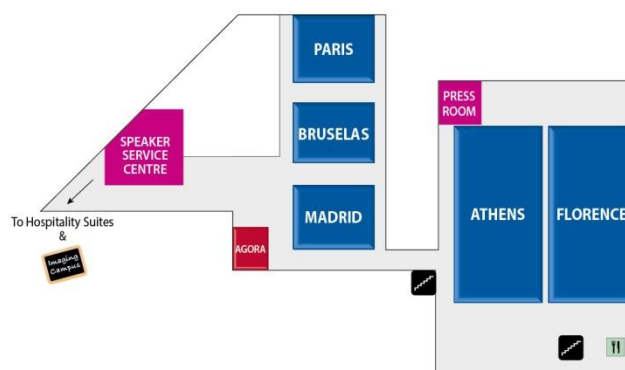 PARIS
PRESS
ROOM
SPEAKER
SERVICE
CENTRE
BRUSELAS
MADRID
ATHENS
FLORENCE
To Hospitality Suites
&
AGORA
Imaging
Campus